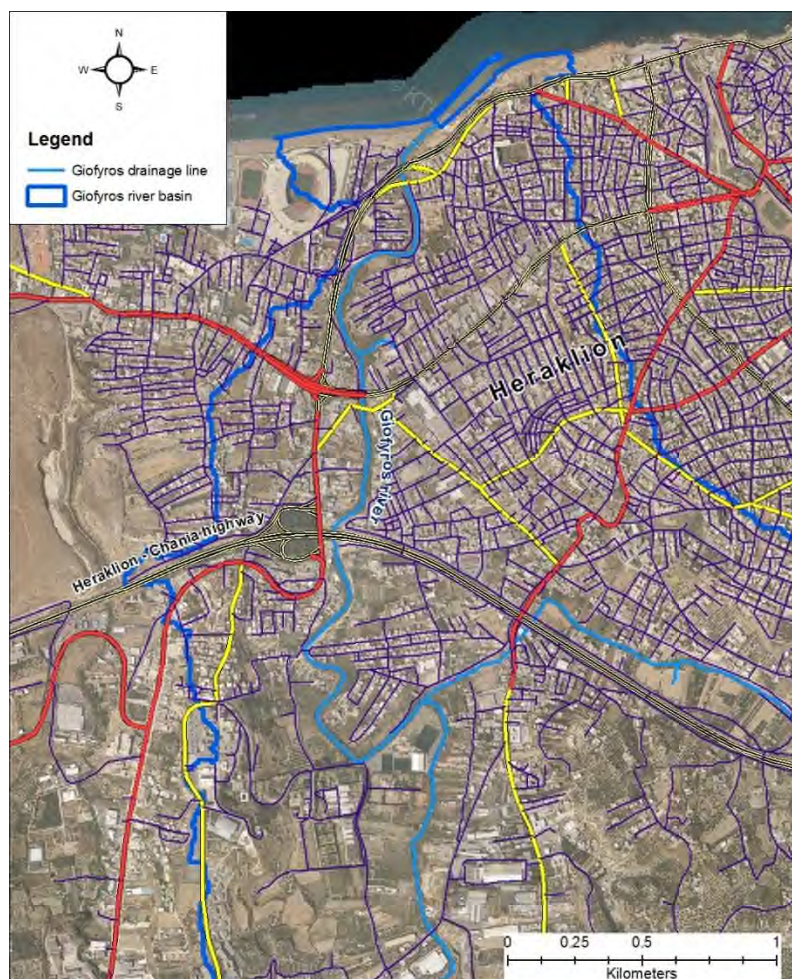 N
W E
S
Legend
Giofyros drainage line
Giofyros river basin
Heraklion
Giofyros river
Heraklion - Chania highway
0 0.25 0.5 1
Kilometers